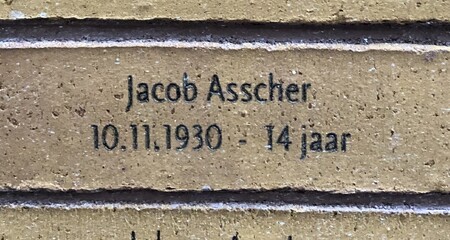 Jacob Asscher
10.11.1930 - 14 jaar